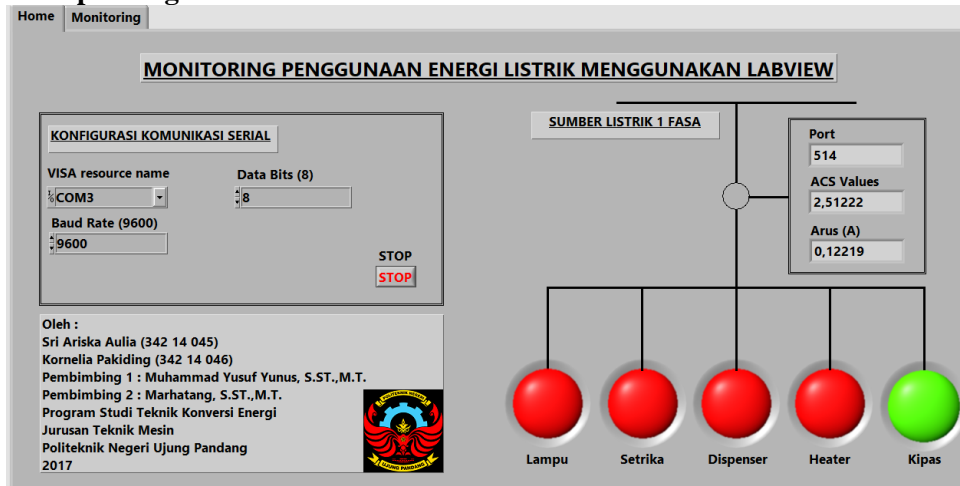 Home
Monitoring
MONITORING PENGGUNAAN ENERGI LISTRIK MENGGUNAKAN LABVIEW
KONFIGURASI KOMUNIKASI SERIAL
VISA resource name
COM3
Data Bits (8)
8
Baud Rate (9600)
9600
STOP
STOP
Oleh :
Sri Ariska Aulia (342 14 045)
Kornelia Pakiding (342 14 046)
Pembimbing 1 : Muhammad Yusuf Yunus, S.ST.,M.T.
Pembimbing 2 : Marhatang, S.ST.,M.T.
Program Studi Teknik Konversi Energi
Jurusan Teknik Mesin
Politeknik Negeri Ujung Pandang
2017
POLITEKNIK NEGERI
UJUNG PANDANG
SUMBER LISTRIK 1 FASA
Port
514
ACS Values
2,51222
Arus (A)
0,12219
Lampu
Setrika
Dispenser
Heater
Kipas